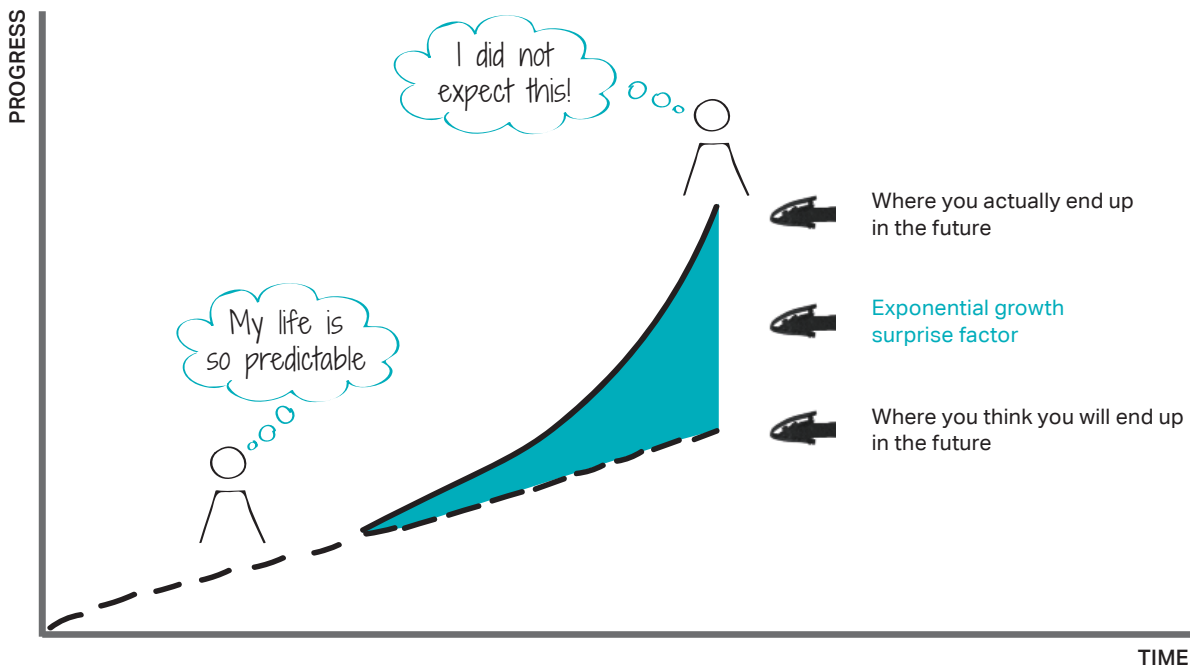 PROGRESS
I did not
expect this!
Where you actually end up
in the future
My life is
so predictable
Exponential growth
surprise factor
Where you think you will end up
in the future
TIME